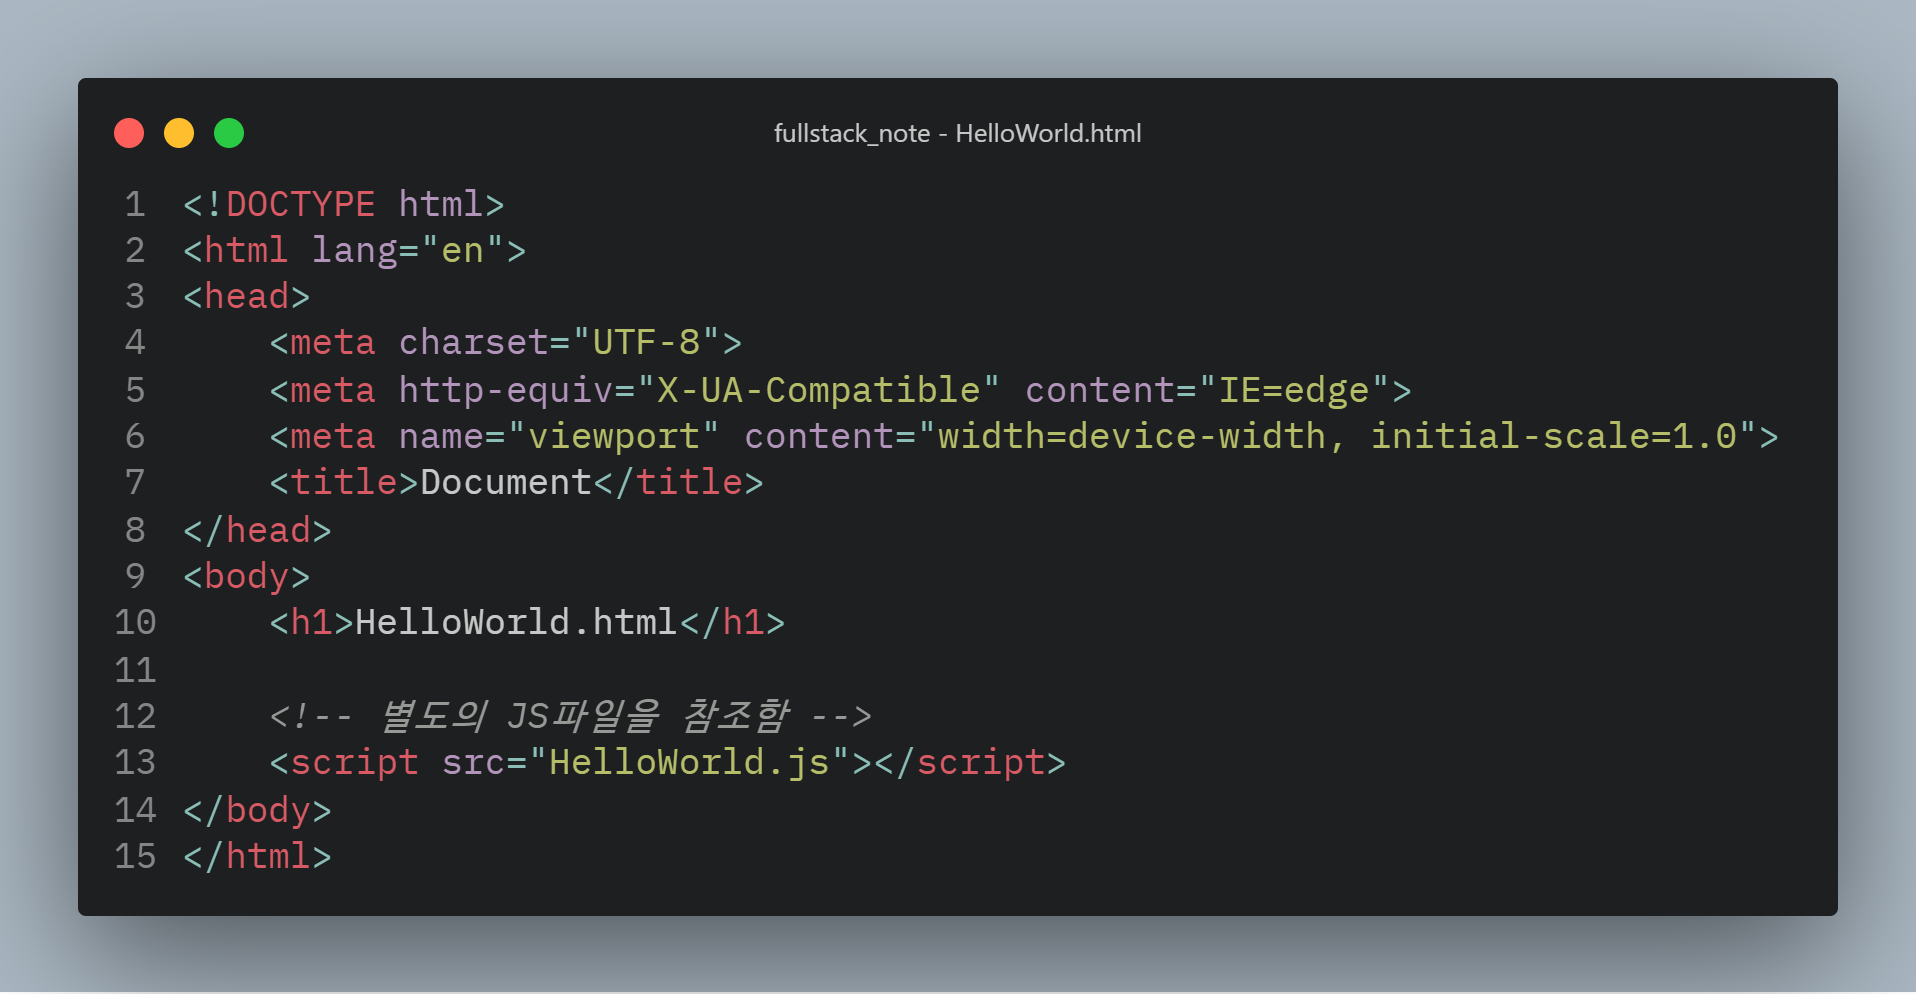 fullstack_note - HelloWorld.html
1 <!DOCTYPE html>
2 <html lang="en">
3 <head>
4     <meta charset="UTF-8">
5     <meta http-equiv="X-UA-Compatible" content="IE=edge">
6     <meta name="viewport" content="width=device-width, initial-scale=1.0">
7     <title>Document</title>
8 </head>
9 <body>
10     <h1>HelloWorld.html</h1>
11
12     <!-- 별도의 JS파일을 참조함 -->
13     <script src="HelloWorld.js"></script>
14 </body>
15 </html>